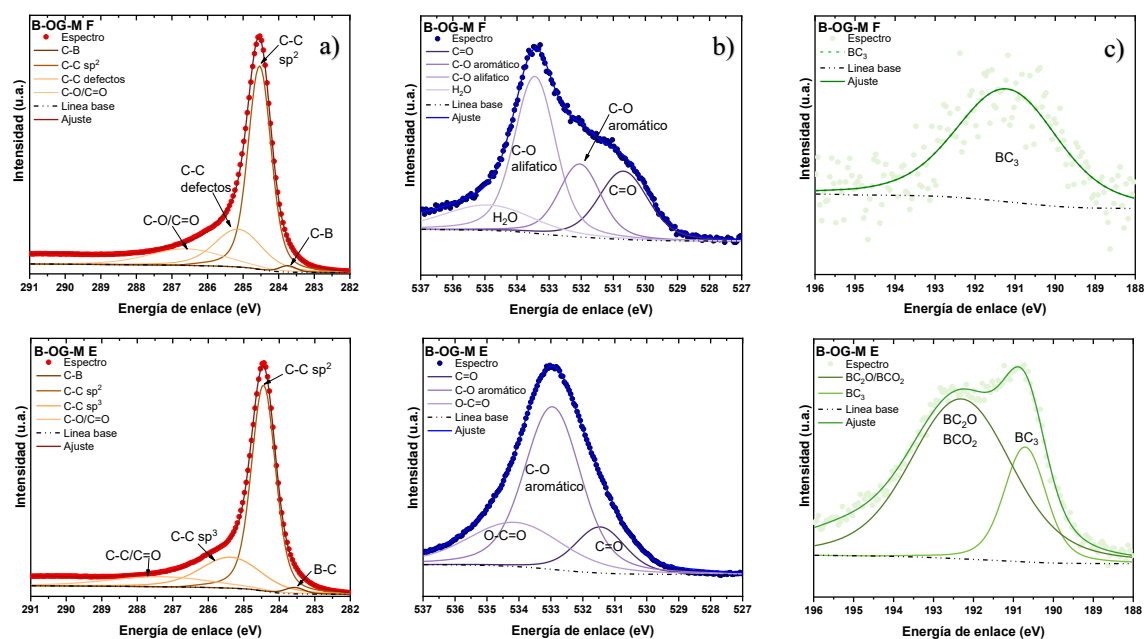 B-OG-M F
Espectro
C-B
C-C sp²
C-C defectos
C-O/C=O
Linea base
Ajuste
a)
C-C
sp²
C-C
defectos
C-O/C=O
C-B
Intensidad (u.a.)
291 290 289 288 287 286 285 284 283 282
Energía de enlace (eV)
B-OG-M F
Espectro
C=O
C-O aromático
C-O alifatico
H₂O
Linea base
Ajuste
b)
C-O
aromático
C-O
alifatico
C=O
H₂O
Intensidad (u.a.)
537 536 535 534 533 532 531 530 529 528 527
Energía de enlace (eV)
B-OG-M F
Espectro
BC₃
Linea base
Ajuste
c)
BC₃
Intensidad (u.a.)
196 195 194 193 192 191 190 189 188
Energía de enlace (eV)
B-OG-M E
Espectro
C-B
C-C sp²
C-C sp³
C-O/C=O
Linea base
Ajuste
C-C sp²
C-C sp³
C-C/C=O
B-C
Intensidad (u.a.)
291 290 289 288 287 286 285 284 283 282
Energía de enlace (eV)
B-OG-M E
Espectro
C=O
C-O aromático
O-C=O
Linea base
Ajuste
C-O
aromático
O-C=O
C=O
Intensidad (u.a.)
537 536 535 534 533 532 531 530 529 528 527
Energía de enlace (eV)
B-OG-M E
Espectro
BC₂O/BCO₂
BC₃
Linea base
Ajuste
BC₂O
BCO₂
BC₃
Intensidad (u.a.)
196 195 194 193 192 191 190 189 188
Energía de enlace (eV)